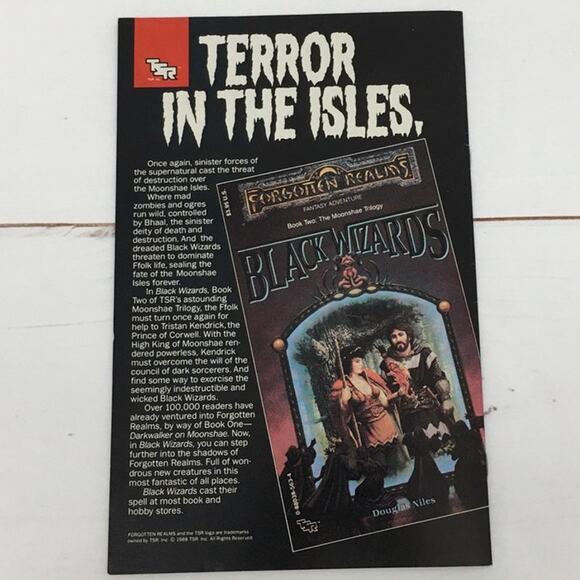 TSR
TSR, Inc.
TERROR
IN THE ISLES.
Once again, sinister forces of
the supernatural cast the threat
of destruction over
the Moonshae Isles.
Where mad
zombies and ogres
run wild, controlled
by Bhaal, the sinister
deity of death and
destruction. And the
dreaded Black Wizards
threaten to dominate
Ffolk life, sealing the
fate of the Moonshae
Isles forever.
In Black Wizards, Book
Two of TSR's astounding
Moonshae Trilogy, the Ffolk
must turn once again for
help to Tristan Kendrick, the
Prince of Corwell. With the
High King of Moonshae ren-
dered powerless, Kendrick
must overcome the will of the
council of dark sorcerers. And
find some way to exorcise the
seemingly indestructible and
wicked Black Wizards.
Over 100,000 readers have
already ventured into Forgotten
Realms, by way of Book One—
Darkwalker on Moonshae. Now,
in Black Wizards, you can step
further into the shadows of
Forgotten Realms. Full of won-
drous new creatures in this
most fantastic of all places.
Black Wizards cast their
spell at most book and
hobby stores.
FORGOTTEN REALMS and the TSR logo are trademarks
owned by TSR, Inc. © 1988 TSR, Inc. All Rights Reserved.
$3.95 U.S.
FORGOTTEN REALMS
FANTASY ADVENTURE
Book Two: The Moonshae Trilogy
BLACK WIZARDS
0-88038-563-4
Douglas Niles
TSR